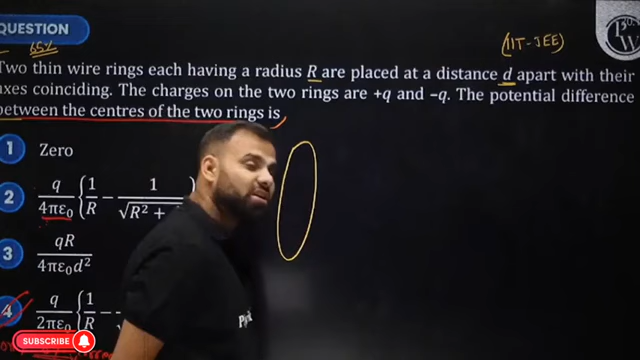 QUESTION
65%
(IIT-JEE)
Two thin wire rings each having a radius R are placed at a distance d apart with their
axes coinciding. The charges on the two rings are +q and −q. The potential difference
between the centres of the two rings is
1 Zero
2 q/4πε₀ {1/R − 1/√(R² +
3 qR/4πε₀d²
4 q/2πε₀ {1/R −
SUBSCRIBE